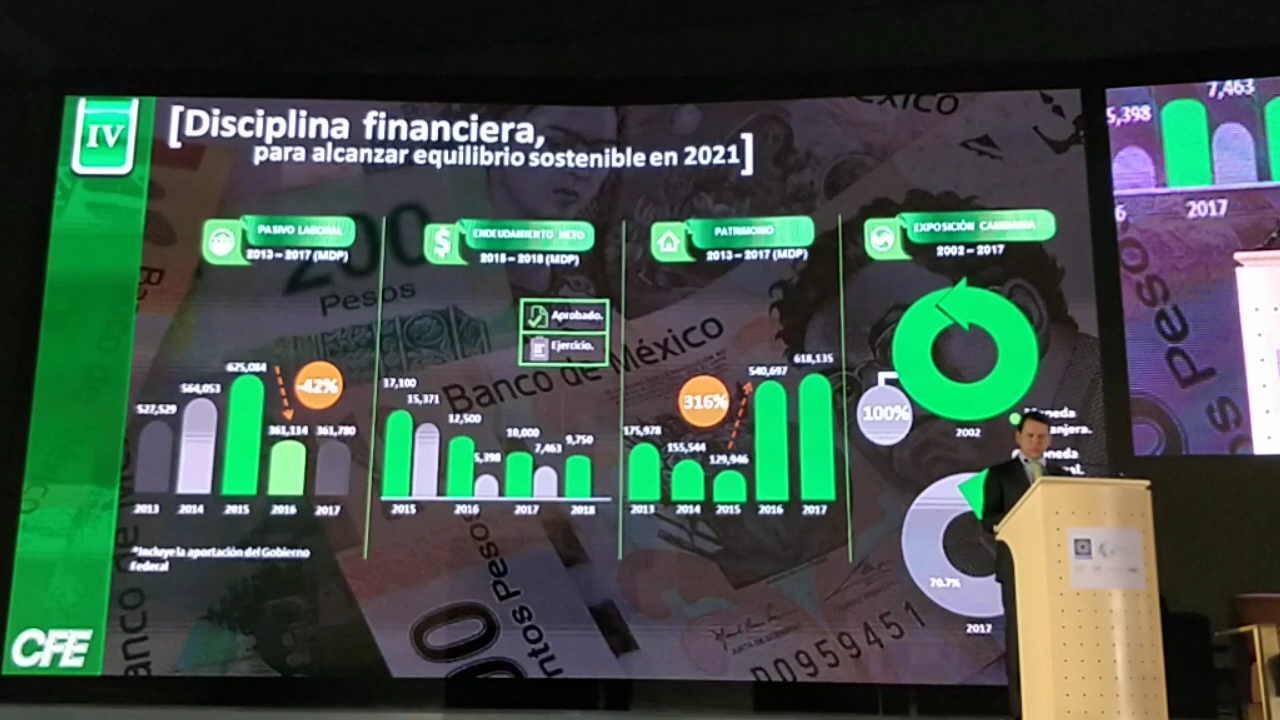 IV
[Disciplina financiera,
para alcanzar equilibrio sostenible en 2021]
PASIVO LABORAL
2013 – 2017 (MDP)
527,529
564,053
625,084
-42%
361,114
361,780
2013 2014 2015 2016 2017
*Incluye la aportación del Gobierno
Federal
ENDEUDAMIENTO NETO
2015 – 2018 (MDP)
Aprobado.
Ejercicio.
17,100
15,371
12,500
5,398
10,000
7,463
9,750
2015 2016 2017 2018
PATRIMONIO
2013 – 2017 (MDP)
175,978
155,544
129,946
316%
540,697
618,135
2013 2014 2015 2016 2017
EXPOSICIÓN CAMBIARIA
2002 – 2017
100%
2002
70.7%
2017
CFE
200
Pesos
Banco de México
D0959451
5,398
7,463
6
2017
Pesos